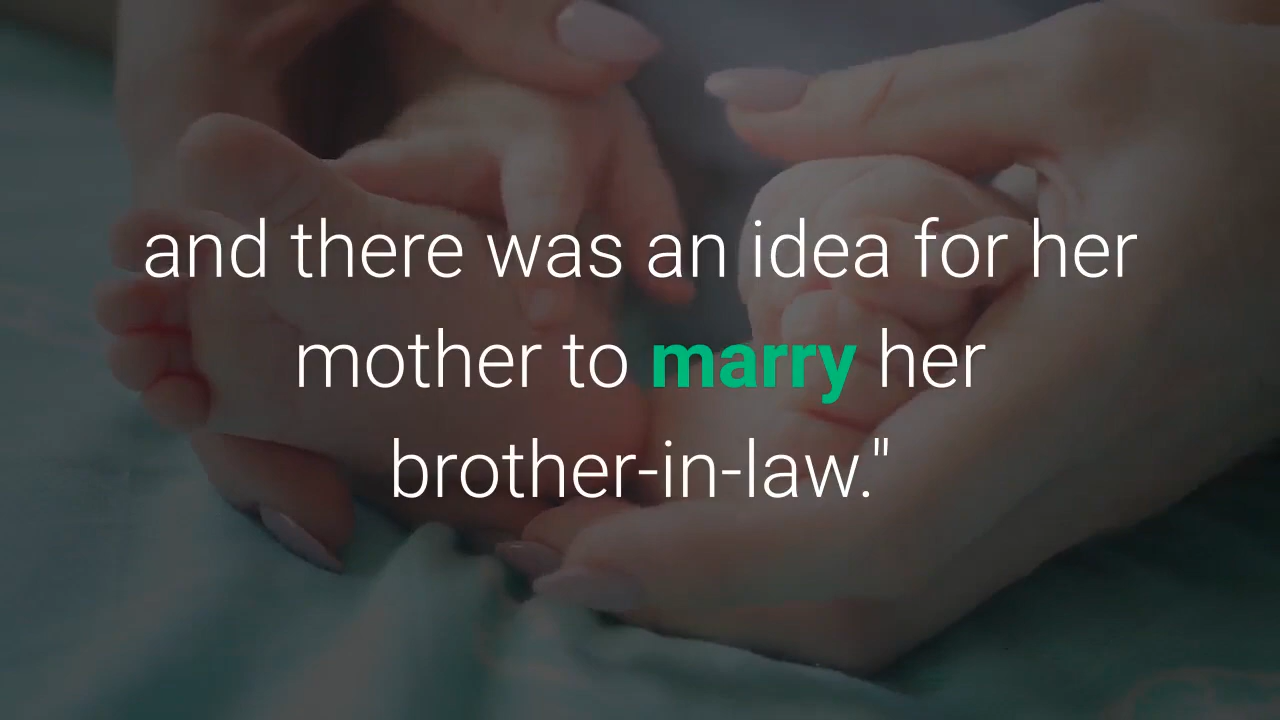 and there was an idea for her
mother to marry her
brother-in-law."